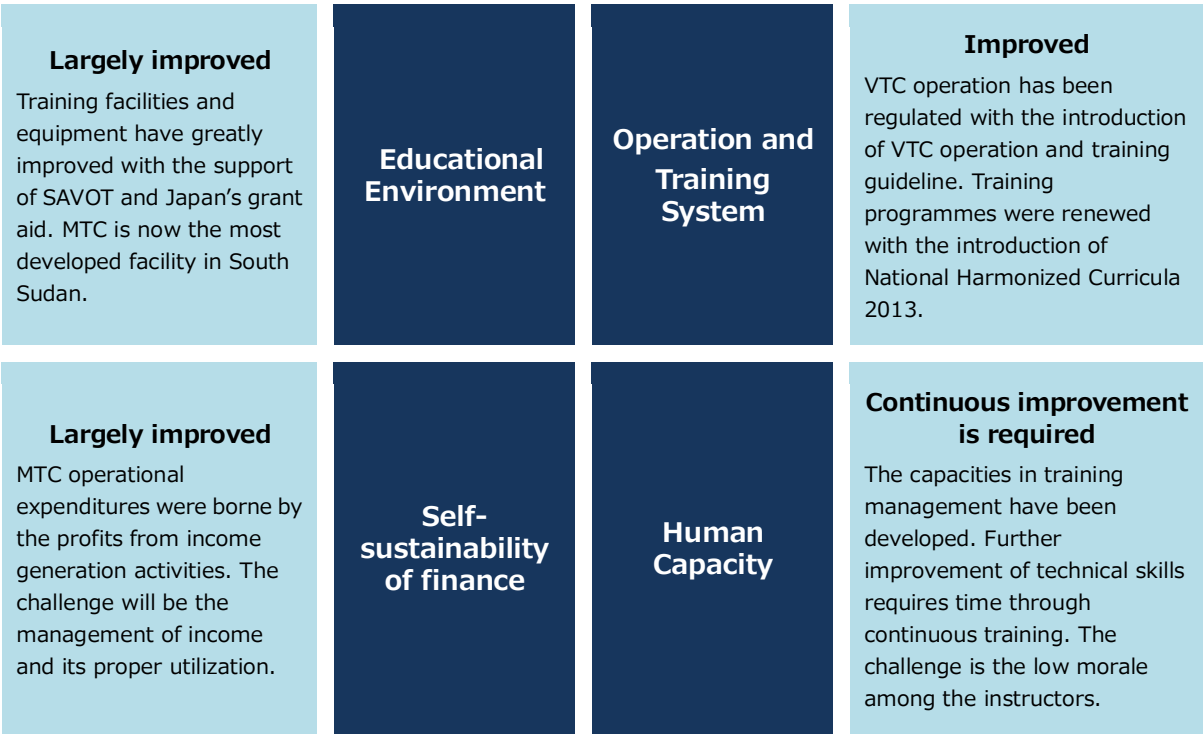 Largely improved
Training facilities and
equipment have greatly
improved with the support
of SAVOT and Japan’s grant
aid. MTC is now the most
developed facility in South
Sudan.
Educational
Environment
Operation and
Training
System
Improved
VTC operation has been
regulated with the introduction
of VTC operation and training
guideline. Training
programmes were renewed
with the introduction of
National Harmonized Curricula
2013.
Largely improved
MTC operational
expenditures were borne by
the profits from income
generation activities. The
challenge will be the
management of income
and its proper utilization.
Self-
sustainability
of finance
Human
Capacity
Continuous improvement
is required
The capacities in training
management have been
developed. Further
improvement of technical skills
requires time through
continuous training. The
challenge is the low morale
among the instructors.